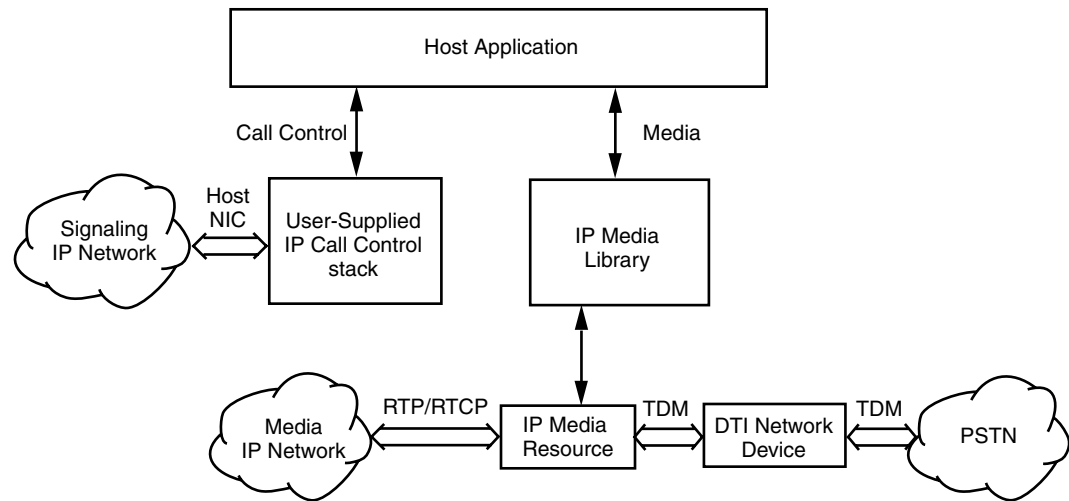 Host Application
Call Control
Media
Host
NIC
Signaling
IP Network
User-Supplied
IP Call Control
stack
IP Media
Library
RTP/RTCP
TDM
TDM
Media
IP Network
IP Media
Resource
DTI Network
Device
PSTN